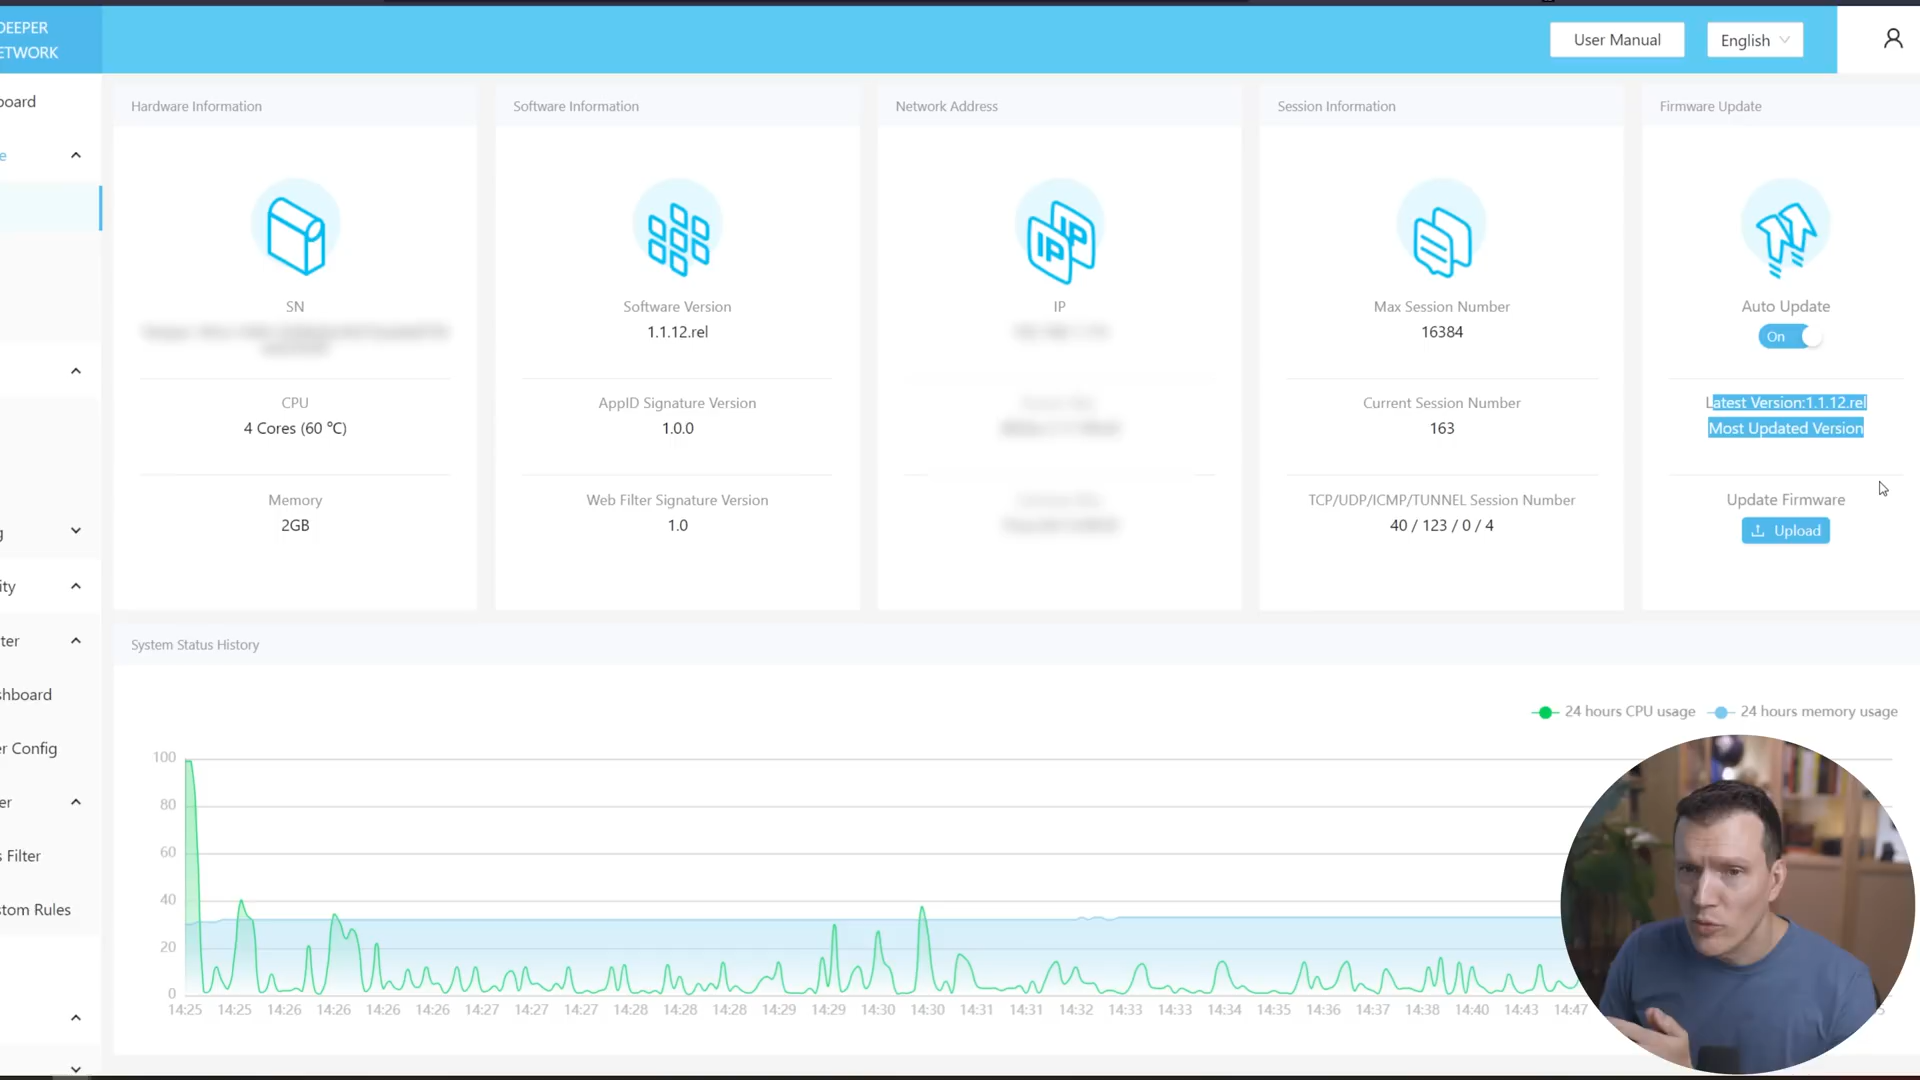 DEEPER
ETWORK
User Manual
English
board
e
g
ity
ter
shboard
er Config
er
s Filter
stom Rules
Hardware Information
SN
CPU
4 Cores (60 ℃)
Memory
2GB
Software Information
Software Version
1.1.12.rel
AppID Signature Version
1.0.0
Web Filter Signature Version
1.0
Network Address
IP
IP
IP
Session Information
Max Session Number
16384
Current Session Number
163
TCP/UDP/ICMP/TUNNEL Session Number
40 / 123 / 0 / 4
Firmware Update
Auto Update
On
Latest Version:1.1.12.rel
Most Updated Version
Update Firmware
Upload
System Status History
24 hours CPU usage
24 hours memory usage
100
80
60
40
20
0
14:25 14:25 14:26 14:26 14:26 14:26 14:27 14:27 14:27 14:28 14:28 14:28 14:29 14:29 14:30 14:30 14:31 14:31 14:32 14:33 14:33 14:34 14:35 14:36 14:37 14:38 14:40 14:43 14:47